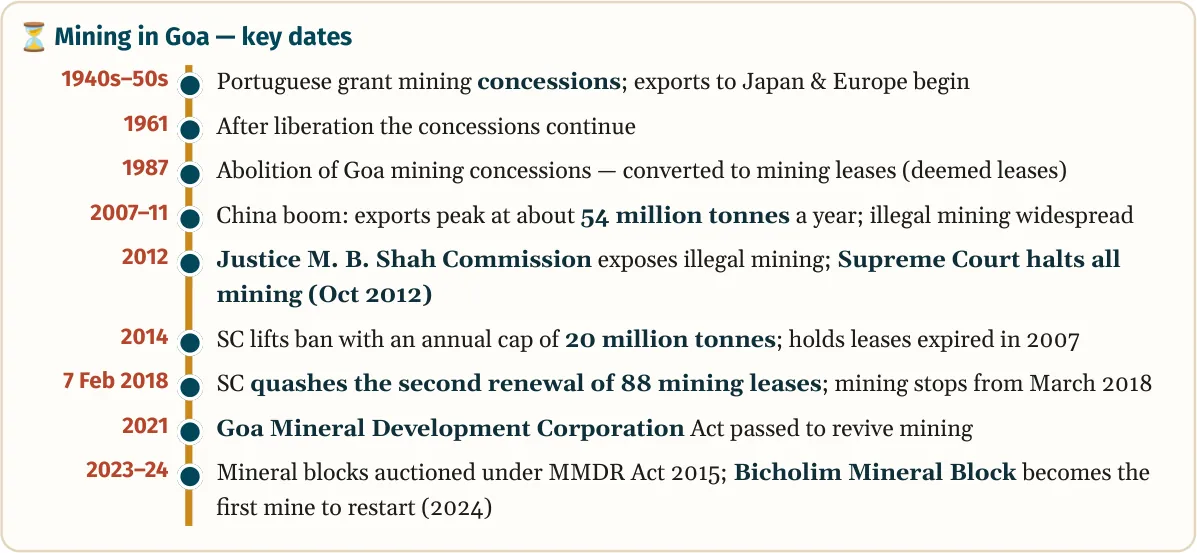 ⏳ Mining in Goa — key dates
1940s–50s Portuguese grant mining concessions; exports to Japan & Europe begin
1961 After liberation the concessions continue
1987 Abolition of Goa mining concessions — converted to mining leases (deemed leases)
2007–11 China boom: exports peak at about 54 million tonnes a year; illegal mining widespread
2012 Justice M. B. Shah Commission exposes illegal mining; Supreme Court halts all
mining (Oct 2012)
2014 SC lifts ban with an annual cap of 20 million tonnes; holds leases expired in 2007
7 Feb 2018 SC quashes the second renewal of 88 mining leases; mining stops from March 2018
2021 Goa Mineral Development Corporation Act passed to revive mining
2023–24 Mineral blocks auctioned under MMDR Act 2015; Bicholim Mineral Block becomes the
first mine to restart (2024)